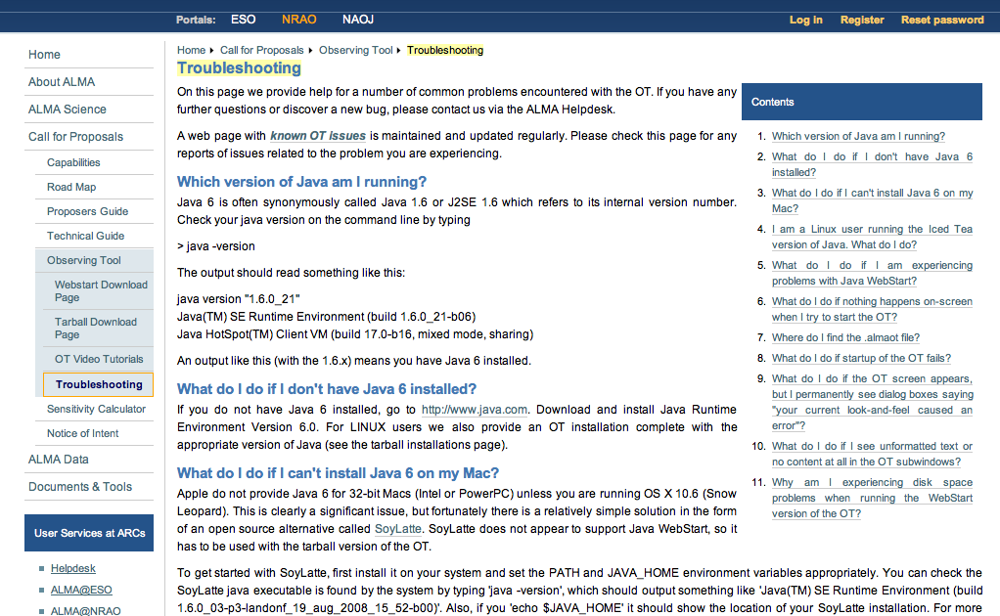 Portals: ESO NRAO NAOJ
Log in Register Reset password
Home
About ALMA
ALMA Science
Call for Proposals
Capabilities
Road Map
Proposers Guide
Technical Guide
Observing Tool
Webstart Download
Page
Tarball Download
Page
OT Video Tutorials
Troubleshooting
Sensitivity Calculator
Notice of Intent
ALMA Data
Documents & Tools
User Services at ARCs
Helpdesk
ALMA@ESO
ALMA@NRAO
Home Call for Proposals Observing Tool Troubleshooting
Troubleshooting
On this page we provide help for a number of common problems encountered with the OT. If you have any
further questions or discover a new bug, please contact us via the ALMA Helpdesk.
A web page with known OT issues is maintained and updated regularly. Please check this page for any
reports of issues related to the problem you are experiencing.
Which version of Java am I running?
Java 6 is often synonymously called Java 1.6 or J2SE 1.6 which refers to its internal version number.
Check your java version on the command line by typing
> java -version
The output should read something like this:
java version "1.6.0_21"
Java(TM) SE Runtime Environment (build 1.6.0_21-b06)
Java HotSpot(TM) Client VM (build 17.0-b16, mixed mode, sharing)
An output like this (with the 1.6.x) means you have Java 6 installed.
What do I do if I don't have Java 6 installed?
If you do not have Java 6 installed, go to http://www.java.com. Download and install Java Runtime
Environment Version 6.0. For LINUX users we also provide an OT installation complete with the
appropriate version of Java (see the tarball installations page).
What do I do if I can't install Java 6 on my Mac?
Apple do not provide Java 6 for 32-bit Macs (Intel or PowerPC) unless you are running OS X 10.6 (Snow
Leopard). This is clearly a significant issue, but fortunately there is a relatively simple solution in the form
of an open source alternative called SoyLatte. SoyLatte does not appear to support Java WebStart, so it
has to be used with the tarball version of the OT.
To get started with SoyLatte, first install it on your system and set the PATH and JAVA_HOME environment variables appropriately. You can check the
SoyLatte java executable is found by the system by typing 'java -version', which should output something like 'Java(TM) SE Runtime Environment (build
1.6.0_03-p3-landonf_19_aug_2008_15_52-b00)'. Also, if you 'echo $JAVA_HOME' it should show the location of your SoyLatte installation. For more
Contents
1. Which version of Java am I running?
2. What do I do if I don't have Java 6
installed?
3. What do I do if I can't install Java 6 on my
Mac?
4. I am a Linux user running the Iced Tea
version of Java. What do I do?
5. What do I do if I am experiencing
problems with Java WebStart?
6. What do I do if nothing happens on-screen
when I try to start the OT?
7. Where do I find the .almaot file?
8. What do I do if startup of the OT fails?
9. What do I do if the OT screen appears,
but I permanently see dialog boxes saying
"your current look-and-feel caused an
error"?
10. What do I do if I see unformatted text or
no content at all in the OT subwindows?
11. Why am I experiencing disk space
problems when running the WebStart
version of the OT?